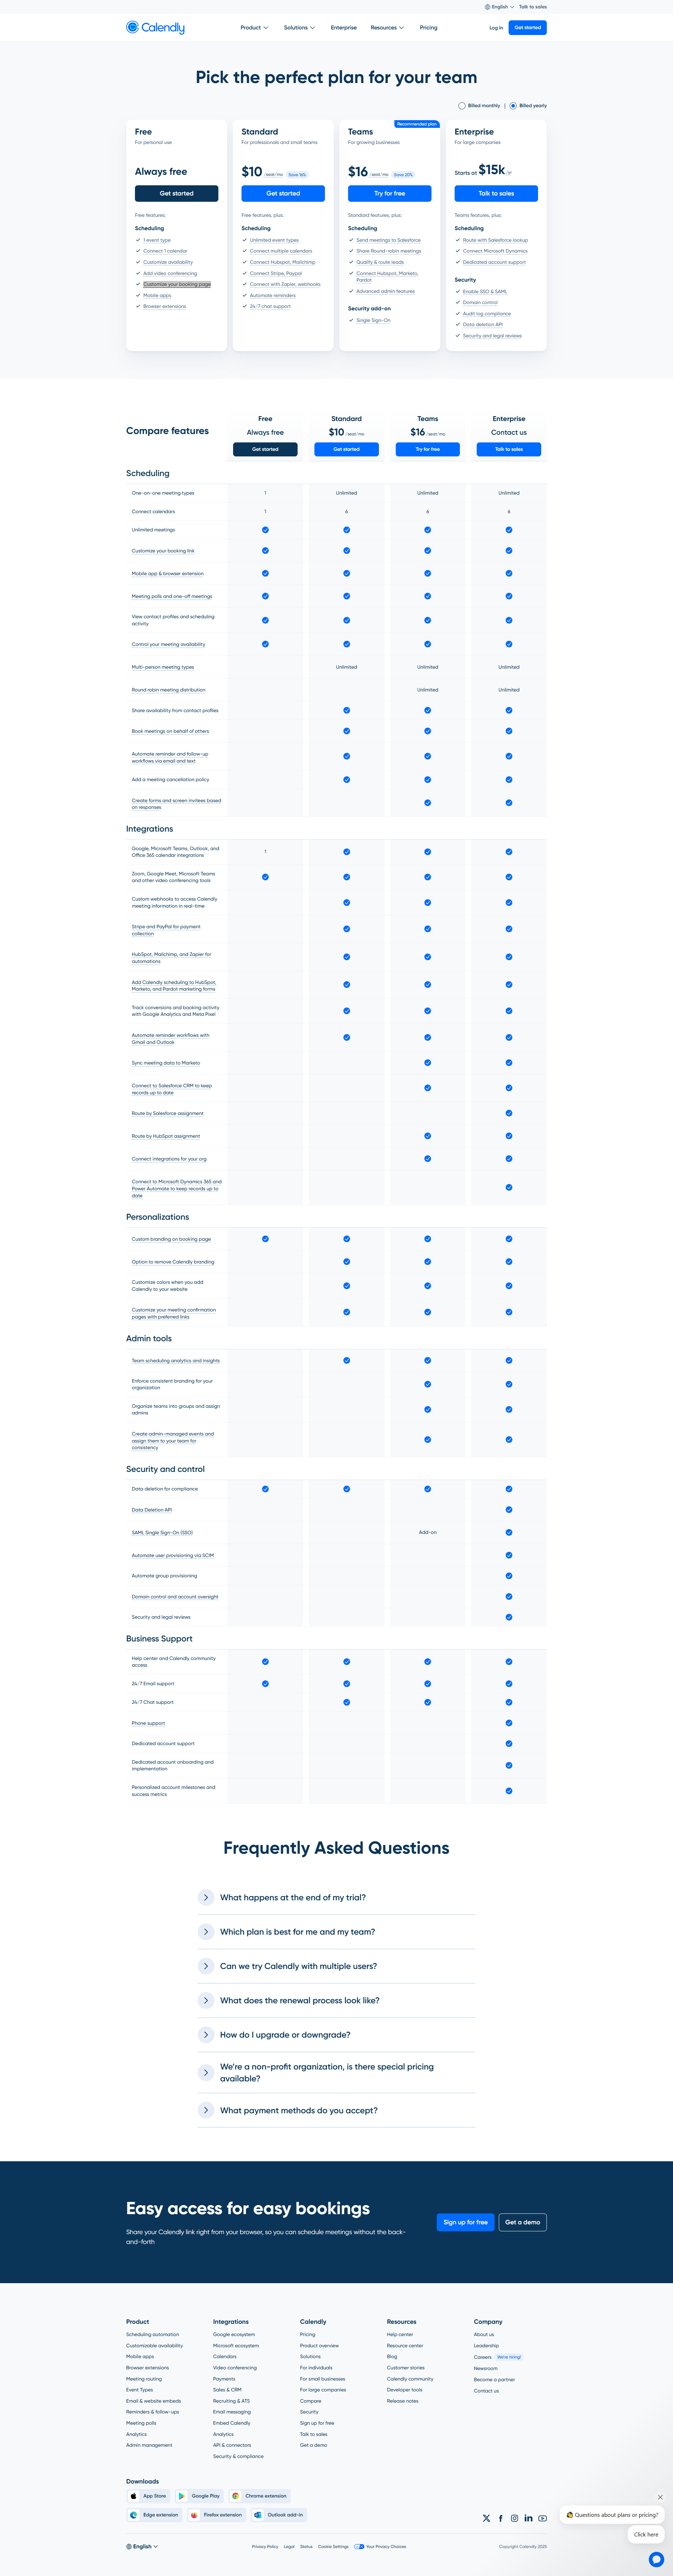 English
Talk to sales
Calendly
Product
Solutions
Enterprise
Resources
Pricing
Log In
Get started
Pick the perfect plan for your team
Billed monthly | Billed yearly
Free
For personal use
Always free
Get started
Free features:
Scheduling
1 event type
Connect 1 calendar
Customize availability
Add video conferencing
Customize your booking page
Mobile apps
Browser extensions
Standard
For professionals and small teams
$10 /seat/mo Save 16%
Get started
Free features, plus:
Scheduling
Unlimited event types
Connect multiple calendars
Connect Hubspot, Mailchimp
Connect Stripe, Paypal
Connect with Zapier, webhooks
Automate reminders
24/7 chat support
Recommended plan
Teams
For growing businesses
$16 /seat/mo Save 20%
Try for free
Standard features, plus:
Scheduling
Send meetings to Salesforce
Share Round-robin meetings
Qualify & route leads
Connect Hubspot, Marketo,
Pardot
Advanced admin features
Security add-on
Single Sign-On
Enterprise
For large companies
Starts at $15k /yr
Talk to sales
Teams features, plus:
Scheduling
Route with Salesforce lookup
Connect Microsoft Dynamics
Dedicated account support
Security
Enable SSO & SAML
Domain control
Audit log compliance
Data deletion API
Security and legal reviews
Compare features
Free
Always free
Get started
Standard
$10 /seat/mo
Get started
Teams
$16 /seat/mo
Try for free
Enterprise
Contact us
Talk to sales
Scheduling
One-on-one meeting types 1 Unlimited Unlimited Unlimited
Connect calendars 1 6 6 6
Unlimited meetings
Customize your booking link
Mobile app & browser extension
Meeting polls and one-off meetings
View contact profiles and scheduling
activity
Control your meeting availability
Multi-person meeting types Unlimited Unlimited Unlimited
Round robin meeting distribution Unlimited Unlimited
Share availability from contact profiles
Book meetings on behalf of others
Automate reminder and follow-up
workflows via email and text
Add a meeting cancellation policy
Create forms and screen invitees based
on responses
Integrations
Google, Microsoft Teams, Outlook, and
Office 365 calendar integrations 1
Zoom, Google Meet, Microsoft Teams
and other video conferencing tools
Custom webhooks to access Calendly
meeting information in real-time
Stripe and PayPal for payment
collection
HubSpot, Mailchimp, and Zapier for
automations
Add Calendly scheduling to HubSpot,
Marketo, and Pardot marketing forms
Track conversions and booking activity
with Google Analytics and Meta Pixel
Automate reminder workflows with
Gmail and Outlook
Sync meeting data to Marketo
Connect to Salesforce CRM to keep
records up to date
Route by Salesforce assignment
Route by HubSpot assignment
Connect integrations for your org
Connect to Microsoft Dynamics 365 and
Power Automate to keep records up to
date
Personalizations
Custom branding on booking page
Option to remove Calendly branding
Customize colors when you add
Calendly to your website
Customize your meeting confirmation
pages with preferred links
Admin tools
Team scheduling analytics and insights
Enforce consistent branding for your
organization
Organize teams into groups and assign
admins
Create admin-managed events and
assign them to your team for
consistency
Security and control
Data deletion for compliance
Data Deletion API
SAML Single Sign-On (SSO) Add-on
Automate user provisioning via SCIM
Automate group provisioning
Domain control and account oversight
Security and legal reviews
Business Support
Help center and Calendly community
access
24/7 Email support
24/7 Chat support
Phone support
Dedicated account support
Dedicated account onboarding and
implementation
Personalized account milestones and
success metrics
Frequently Asked Questions
What happens at the end of my trial?
Which plan is best for me and my team?
Can we try Calendly with multiple users?
What does the renewal process look like?
How do I upgrade or downgrade?
We're a non-profit organization, is there special pricing
available?
What payment methods do you accept?
Easy access for easy bookings
Share your Calendly link right from your browser, so you can schedule meetings without the back-
and-forth
Sign up for free
Get a demo
Product
Scheduling automation
Customizable availability
Mobile apps
Browser extensions
Meeting routing
Event Types
Email & website embeds
Reminders & follow-ups
Meeting polls
Analytics
Admin management
Integrations
Google ecosystem
Microsoft ecosystem
Calendars
Video conferencing
Payments
Sales & CRM
Recruiting & ATS
Email messaging
Embed Calendly
Analytics
API & connectors
Security & compliance
Calendly
Pricing
Product overview
Solutions
For individuals
For small businesses
For large companies
Compare
Security
Sign up for free
Talk to sales
Get a demo
Resources
Help center
Resource center
Blog
Customer stories
Calendly community
Developer tools
Release notes
Company
About us
Leadership
Careers We're hiring!
Newsroom
Become a partner
Contact us
Downloads
App Store
Google Play
Chrome extension
Edge extension
Firefox extension
Outlook add-in
Questions about plans or pricing?
Click here
English
Privacy Policy
Legal
Status
Cookie Settings
Your Privacy Choices
Copyright Calendly 2025